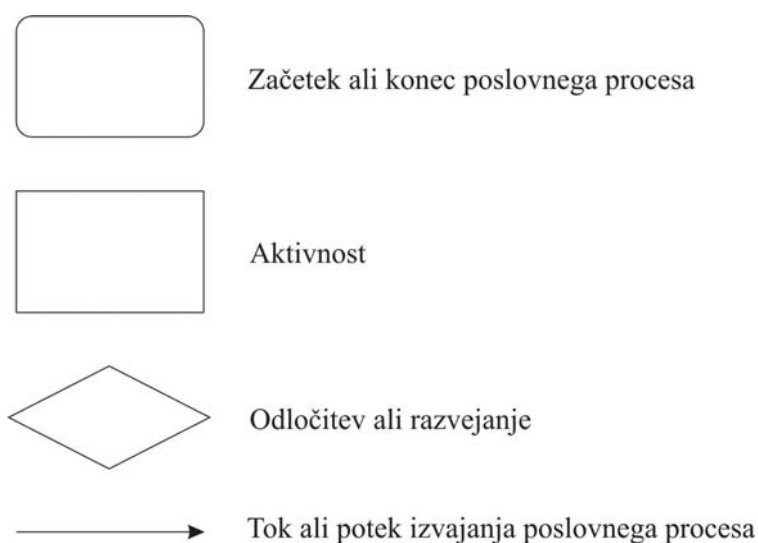 Začetek ali konec poslovnega procesa
Aktivnost
Odločitev ali razvejanje
Tok ali potek izvajanja poslovnega procesa